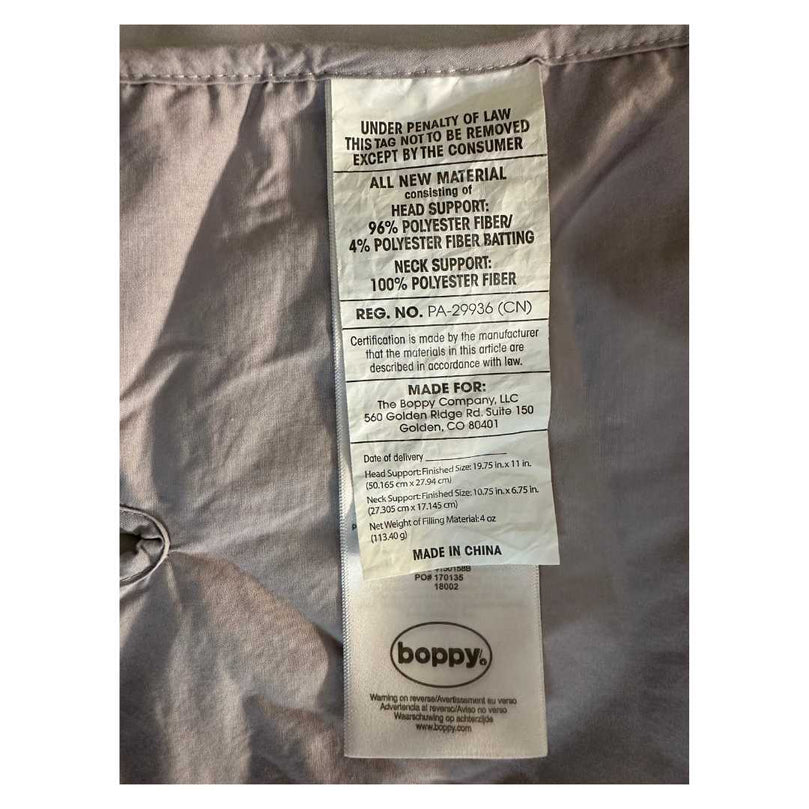 UNDER PENALTY OF LAW
THIS TAG NOT TO BE REMOVED
EXCEPT BY THE CONSUMER
ALL NEW MATERIAL
consisting of
HEAD SUPPORT:
96% POLYESTER FIBER/
4% POLYESTER FIBER BATTING
NECK SUPPORT:
100% POLYESTER FIBER
REG. NO. PA-29936 (CN)
Certification is made by the manufacturer
that the materials in this article are
described in accordance with law.
MADE FOR:
The Boppy Company, LLC
560 Golden Ridge Rd. Suite 150
Golden, CO 80401
Date of delivery
Head Support: Finished Size: 19.75 in. x 11 in.
(50.165 cm x 27.94 cm)
Neck Support: Finished Size: 10.75 in. x 6.75 in.
(27.305 cm x 17.145 cm)
Net Weight of Filling Material: 4 oz
(113.40 g)
MADE IN CHINA
PO# 170135
18002
boppy
Warning on reverse/Avertissement au verso
Advertencia al reverso/Aviso no verso
Waarschuwing op achterzijde
www.boppy.com